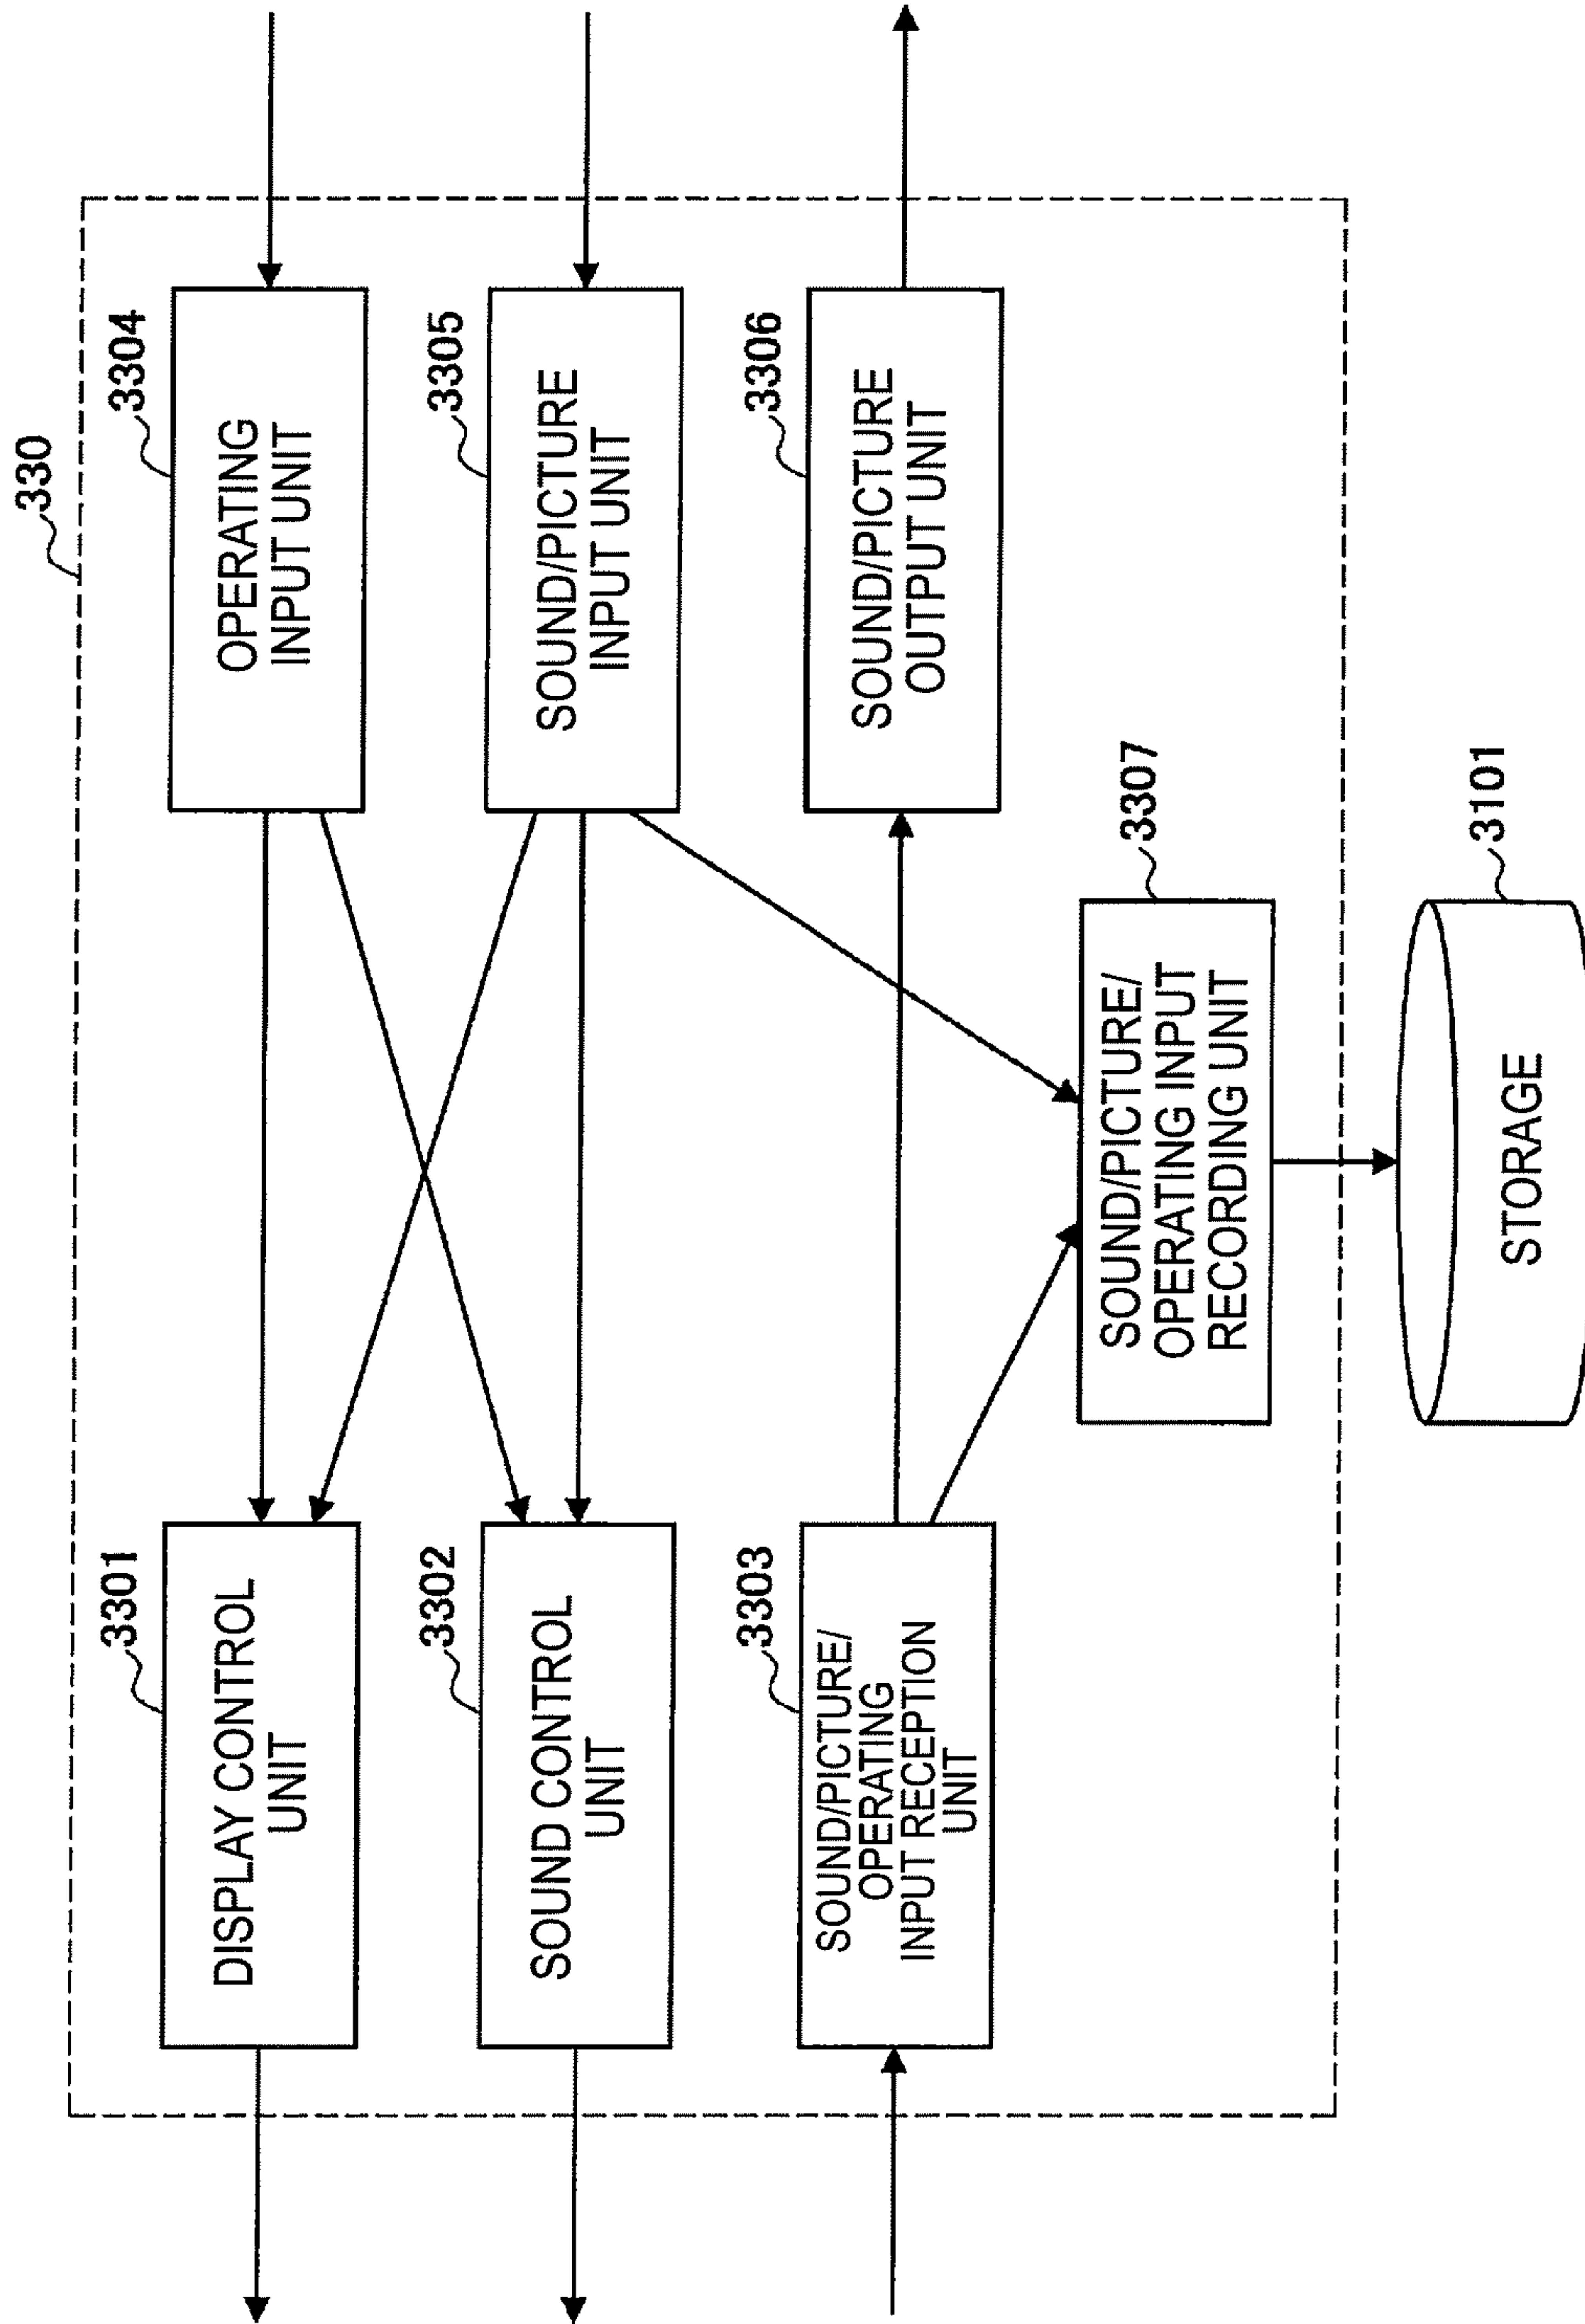 330
3301
DISPLAY CONTROL
UNIT
3304
OPERATING
INPUT UNIT
3302
SOUND CONTROL
UNIT
3305
SOUND/PICTURE
INPUT UNIT
3303
SOUND/PICTURE/
OPERATING
INPUT RECEPTION
UNIT
3306
SOUND/PICTURE
OUTPUT UNIT
3307
SOUND/PICTURE/
OPERATING INPUT
RECORDING UNIT
3101
STORAGE